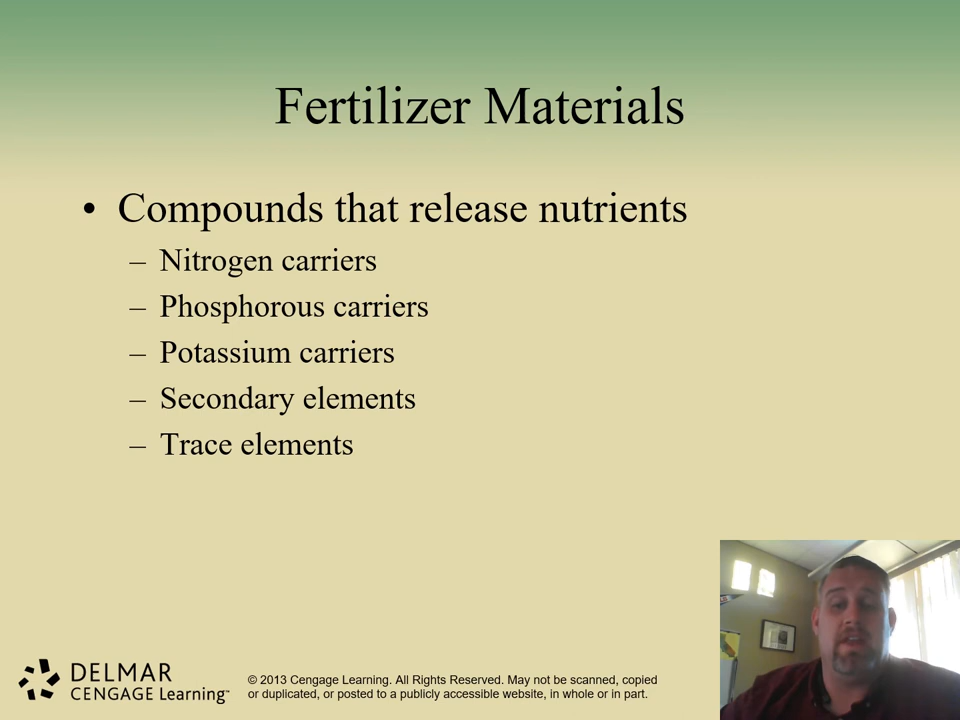 Fertilizer Materials
• Compounds that release nutrients
– Nitrogen carriers
– Phosphorous carriers
– Potassium carriers
– Secondary elements
– Trace elements
DELMAR
CENGAGE Learning™
© 2013 Cengage Learning. All Rights Reserved. May not be scanned, copied
or duplicated, or posted to a publicly accessible website, in whole or in part.